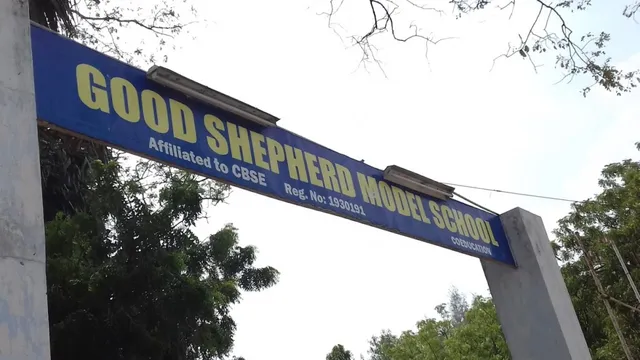 GOOD SHEPHERD MODEL SCHOOL
Affiliated to CBSE Reg. No: 1930191
COEDUCATION